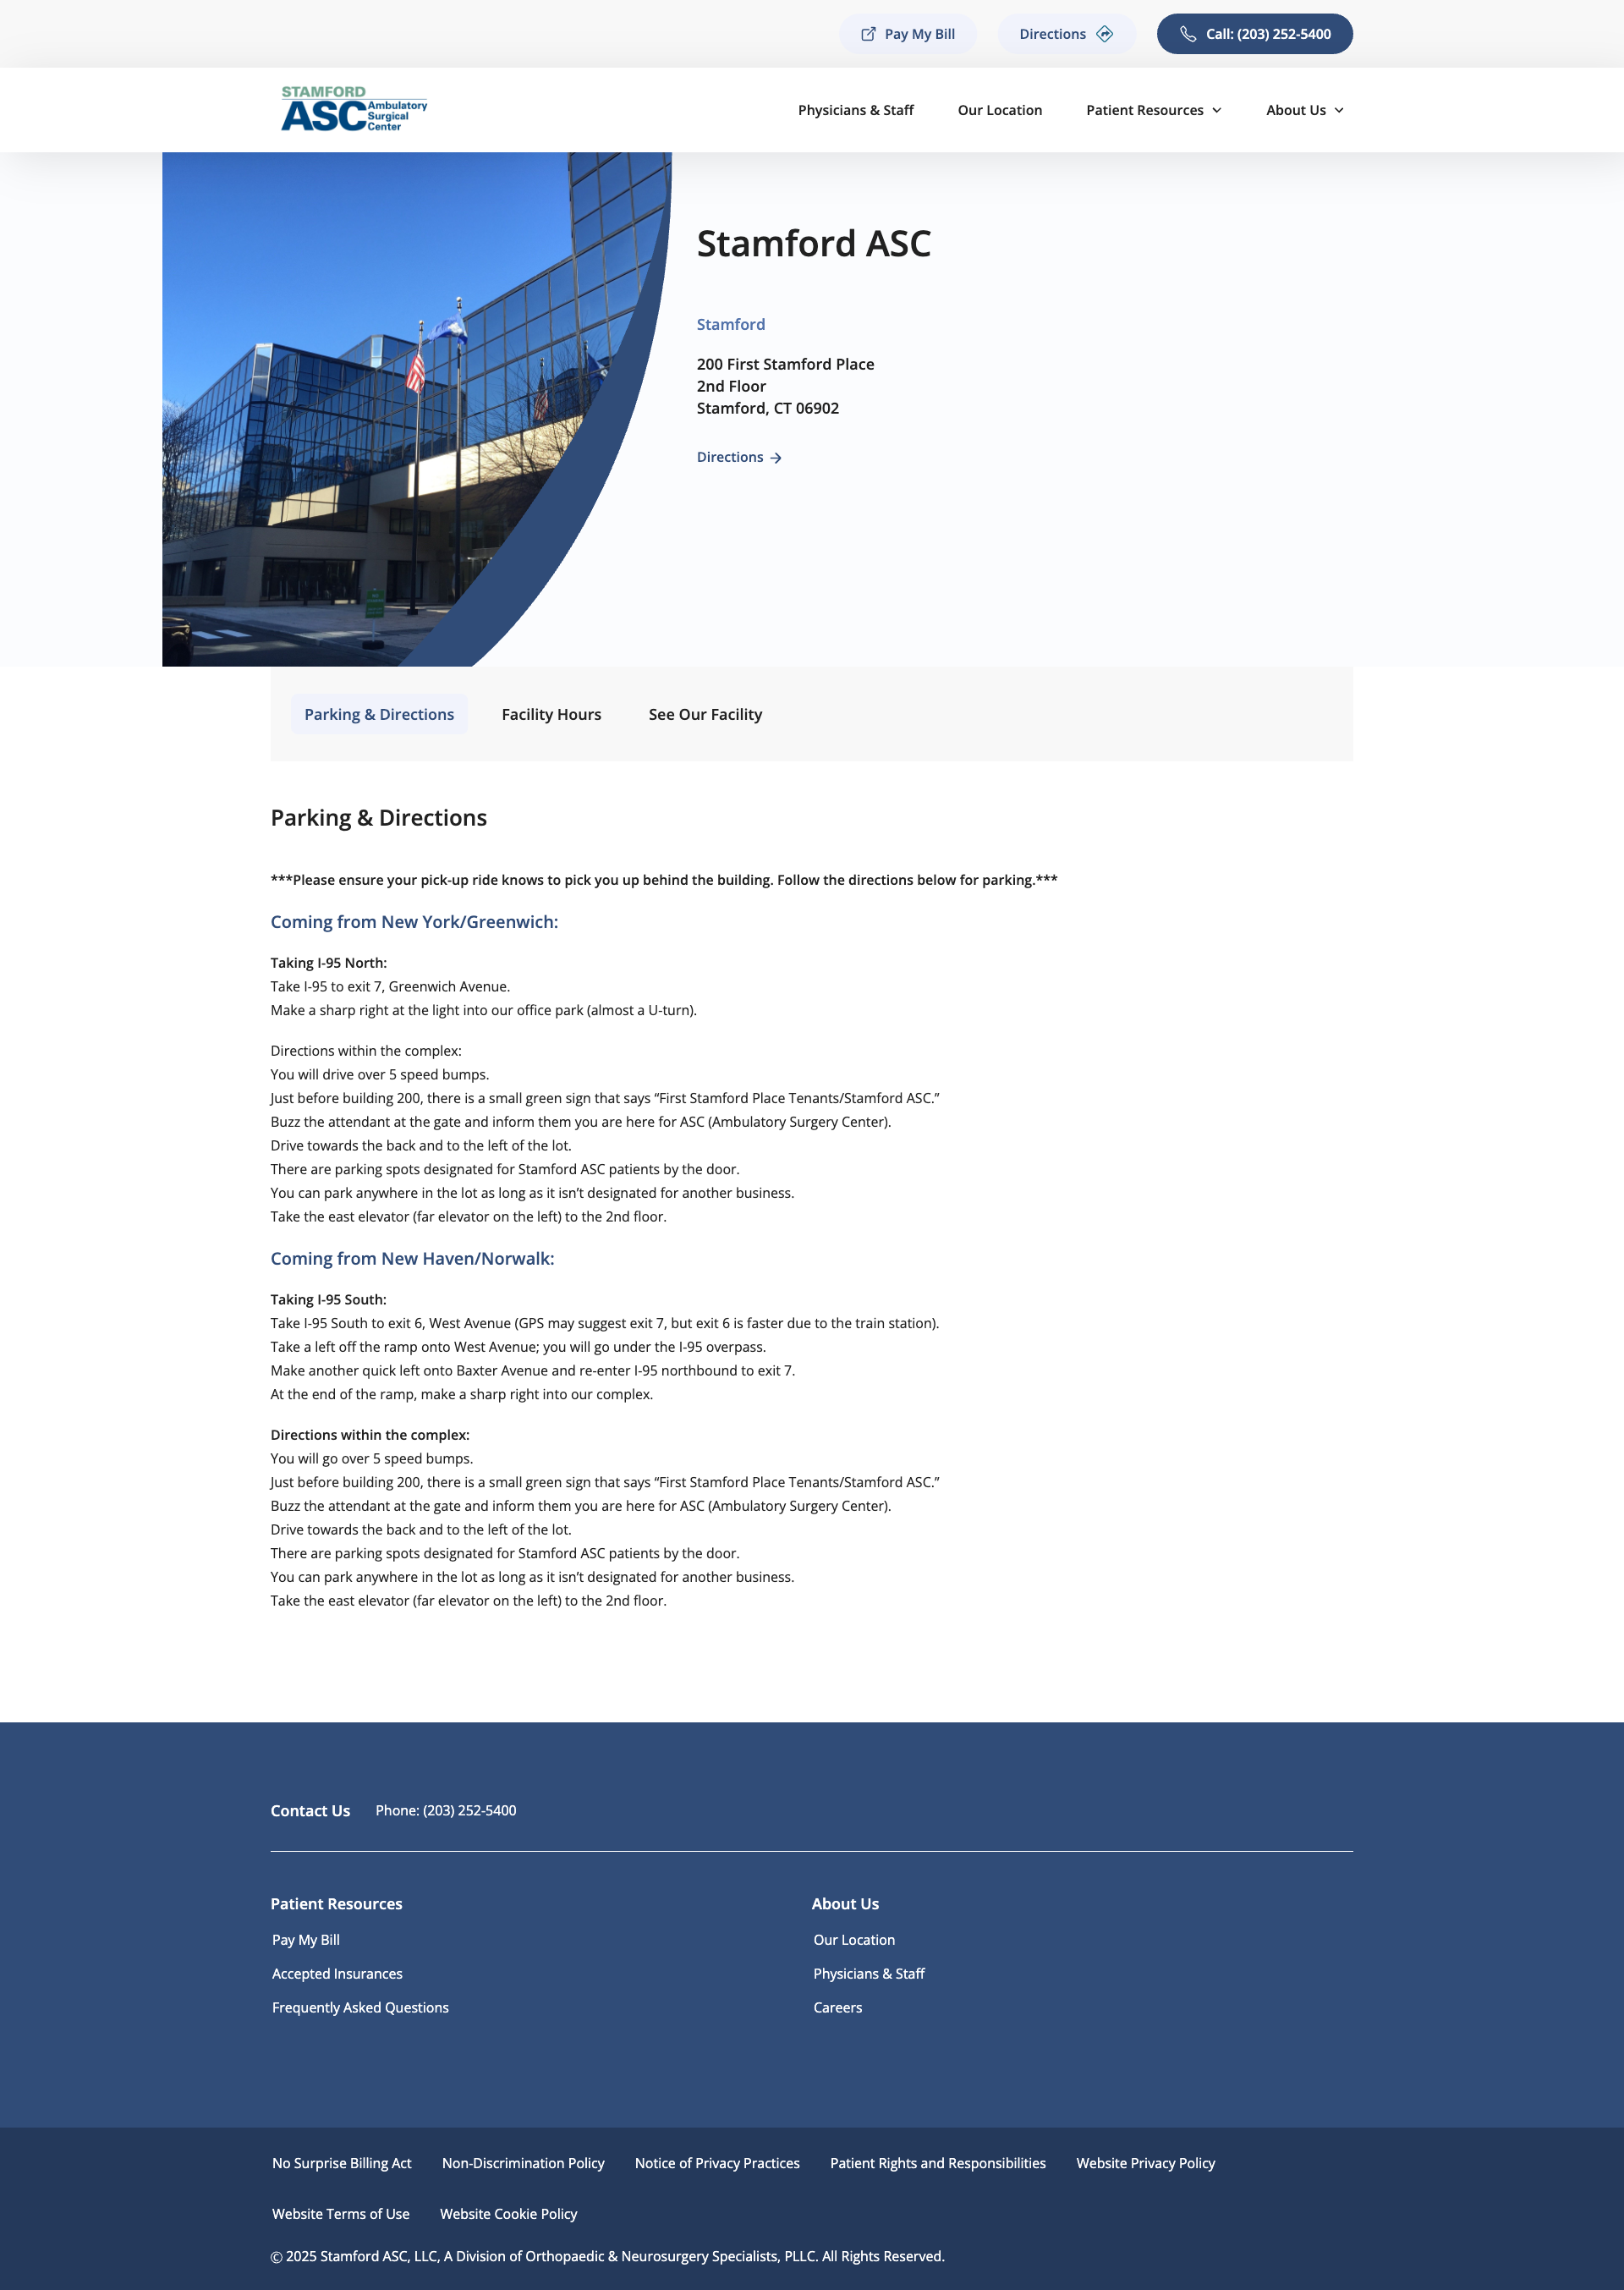 Pay My Bill
Directions
Call: (203) 252-5400
STAMFORD
ASC Ambulatory
Surgical
Center
Physicians & Staff
Our Location
Patient Resources
About Us
Stamford ASC
Stamford
200 First Stamford Place
2nd Floor
Stamford, CT 06902
Directions →
Parking & Directions
Facility Hours
See Our Facility
Parking & Directions
***Please ensure your pick-up ride knows to pick you up behind the building. Follow the directions below for parking.***
Coming from New York/Greenwich:
Taking I-95 North:
Take I-95 to exit 7, Greenwich Avenue.
Make a sharp right at the light into our office park (almost a U-turn).
Directions within the complex:
You will drive over 5 speed bumps.
Just before building 200, there is a small green sign that says “First Stamford Place Tenants/Stamford ASC.”
Buzz the attendant at the gate and inform them you are here for ASC (Ambulatory Surgery Center).
Drive towards the back and to the left of the lot.
There are parking spots designated for Stamford ASC patients by the door.
You can park anywhere in the lot as long as it isn’t designated for another business.
Take the east elevator (far elevator on the left) to the 2nd floor.
Coming from New Haven/Norwalk:
Taking I-95 South:
Take I-95 South to exit 6, West Avenue (GPS may suggest exit 7, but exit 6 is faster due to the train station).
Take a left off the ramp onto West Avenue; you will go under the I-95 overpass.
Make another quick left onto Baxter Avenue and re-enter I-95 northbound to exit 7.
At the end of the ramp, make a sharp right into our complex.
Directions within the complex:
You will go over 5 speed bumps.
Just before building 200, there is a small green sign that says “First Stamford Place Tenants/Stamford ASC.”
Buzz the attendant at the gate and inform them you are here for ASC (Ambulatory Surgery Center).
Drive towards the back and to the left of the lot.
There are parking spots designated for Stamford ASC patients by the door.
You can park anywhere in the lot as long as it isn’t designated for another business.
Take the east elevator (far elevator on the left) to the 2nd floor.
Contact Us
Phone: (203) 252-5400
Patient Resources
Pay My Bill
Accepted Insurances
Frequently Asked Questions
About Us
Our Location
Physicians & Staff
Careers
No Surprise Billing Act
Non-Discrimination Policy
Notice of Privacy Practices
Patient Rights and Responsibilities
Website Privacy Policy
Website Terms of Use
Website Cookie Policy
© 2025 Stamford ASC, LLC, A Division of Orthopaedic & Neurosurgery Specialists, PLLC. All Rights Reserved.